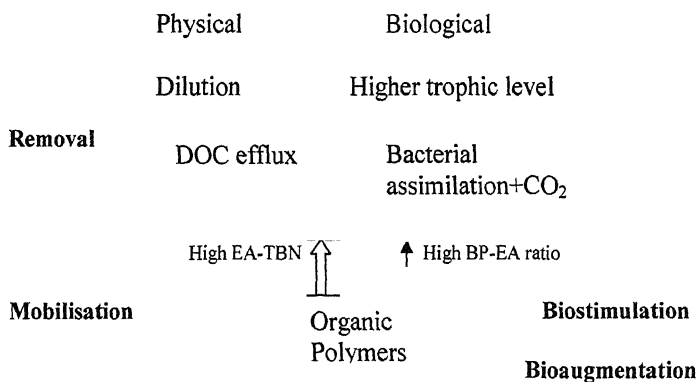 Physical Biological
Dilution Higher trophic level
Removal
DOC efflux Bacterial
assimilation+CO₂
High EA-TBN High BP-EA ratio
Mobilisation Biostimulation
Organic
Polymers
Bioaugmentation